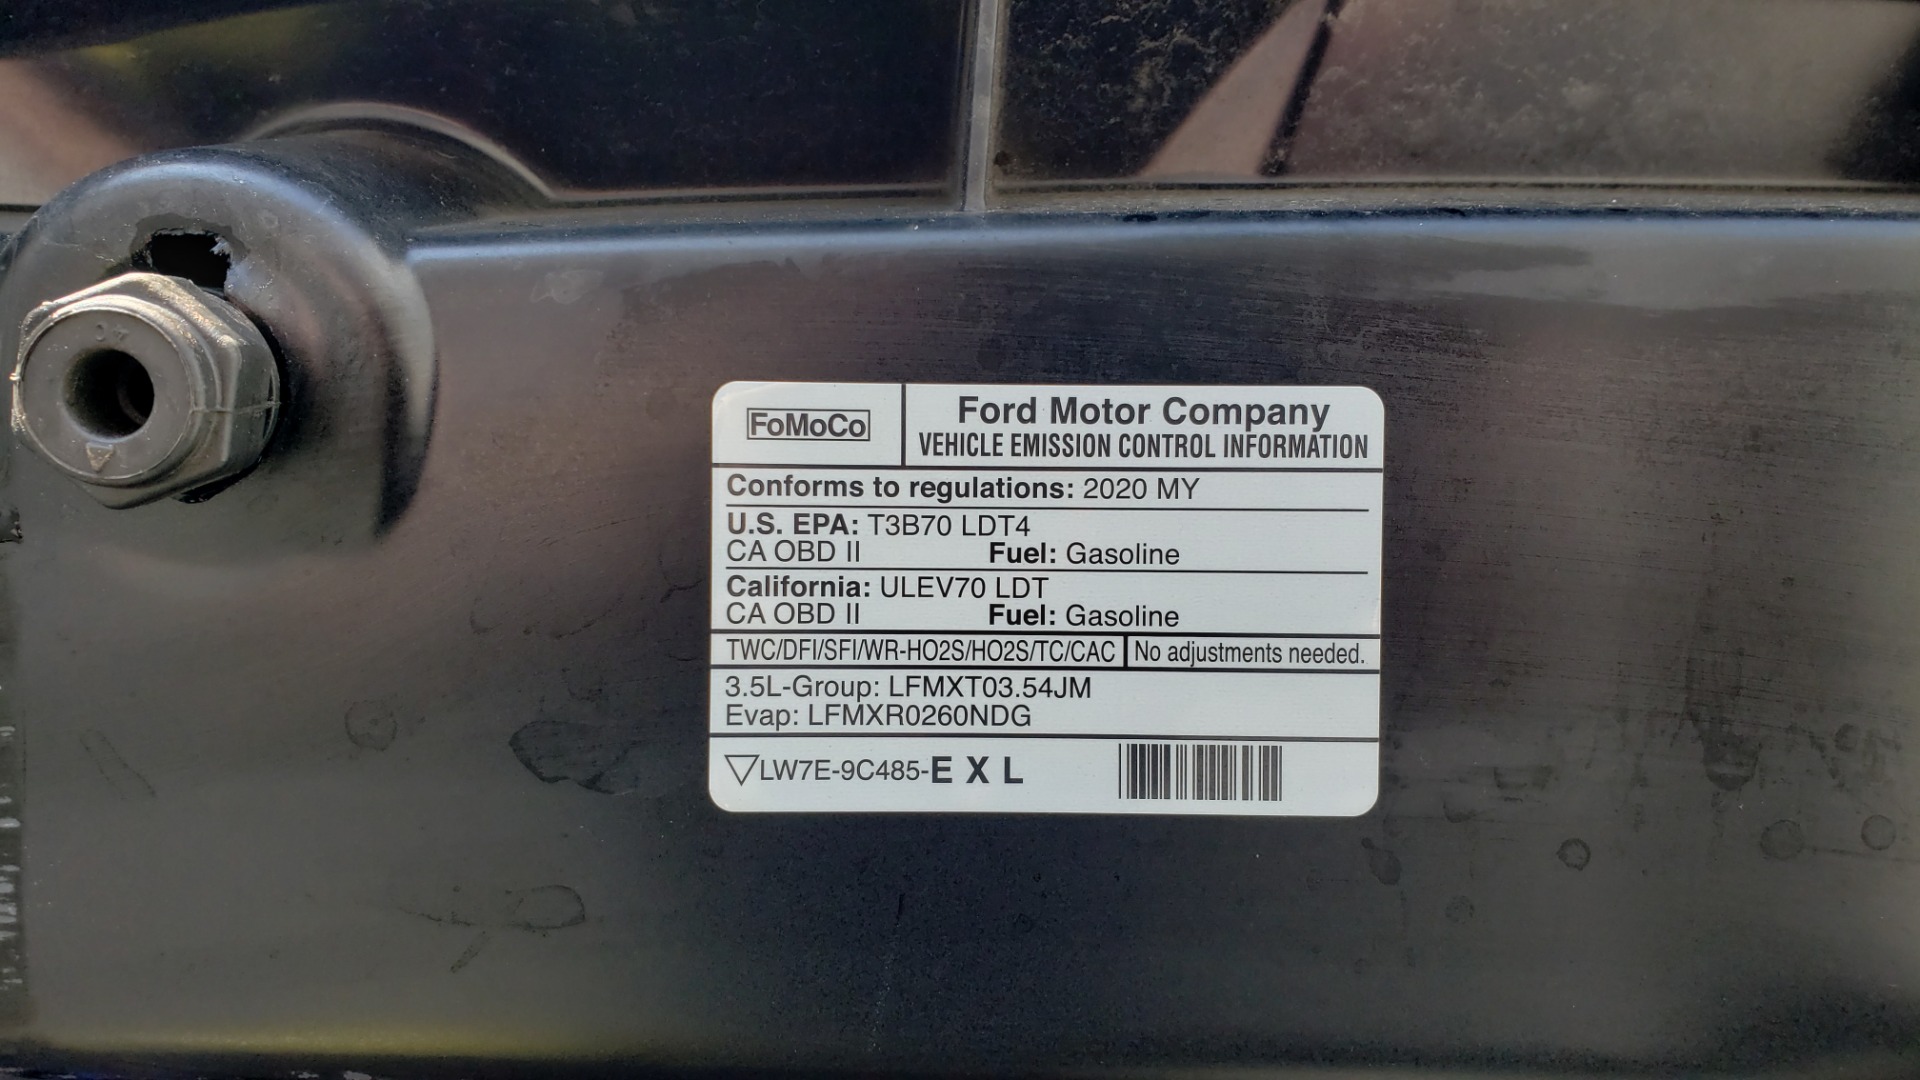 FoMoCo
Ford Motor Company
VEHICLE EMISSION CONTROL INFORMATION
Conforms to regulations: 2020 MY
U.S. EPA: T3B70 LDT4
CA OBD II Fuel: Gasoline
California: ULEV70 LDT
CA OBD II Fuel: Gasoline
TWC/DFI/SFI/WR-HO2S/HO2S/TC/CAC No adjustments needed.
3.5L-Group: LFMXT03.54JM
Evap: LFMXR0260NDG
▽LW7E-9C485-E X L